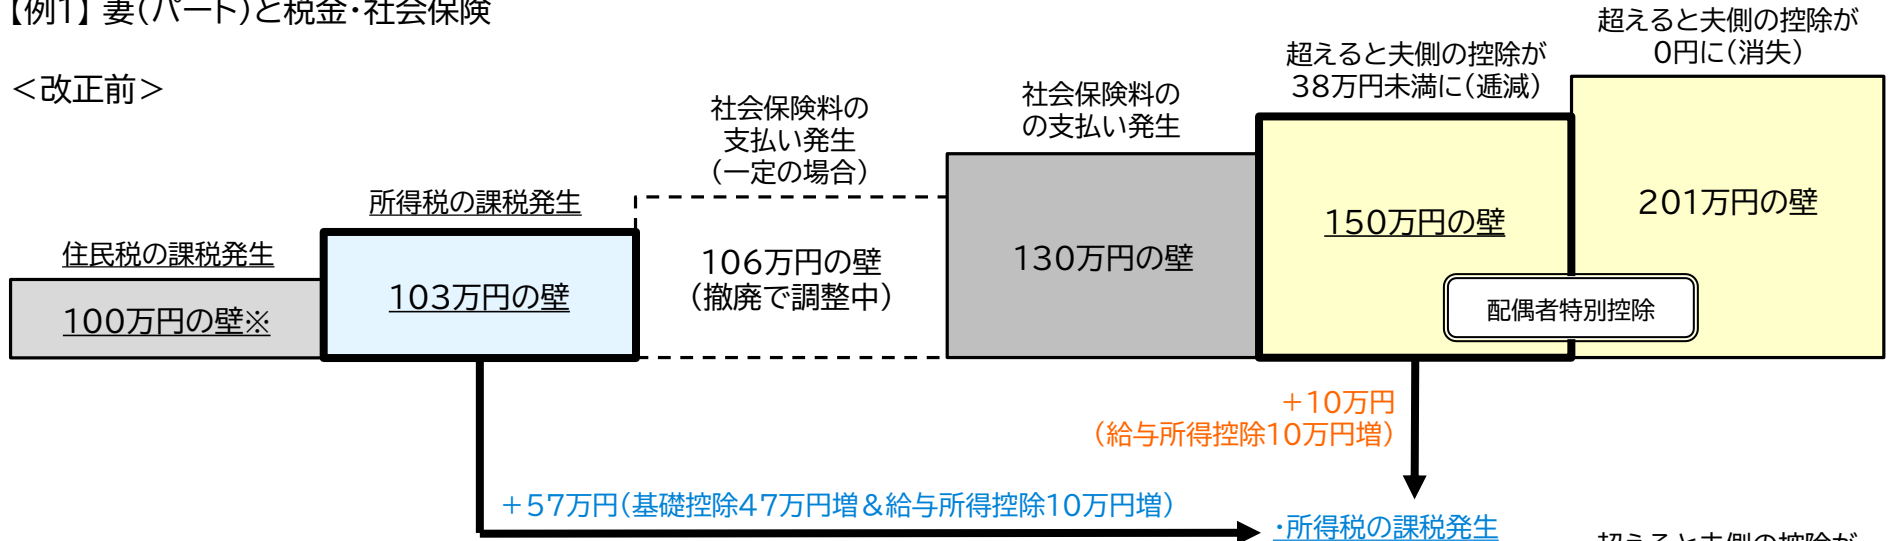 【例1】 妻（パート）と税金・社会保険
＜改正前＞
住民税の課税発生
100万円の壁※
所得税の課税発生
103万円の壁
社会保険料の
支払い発生
（一定の場合）
106万円の壁
（撤廃で調整中）
社会保険料の
の支払い発生
130万円の壁
超えると夫側の控除が
38万円未満に（逓減）
150万円の壁
超えると夫側の控除が
0円に（消失）
201万円の壁
配偶者特別控除
＋10万円
（給与所得控除10万円増）
＋57万円（基礎控除47万円増＆給与所得控除10万円増）
・所得税の課税発生
超えると夫側の控除が